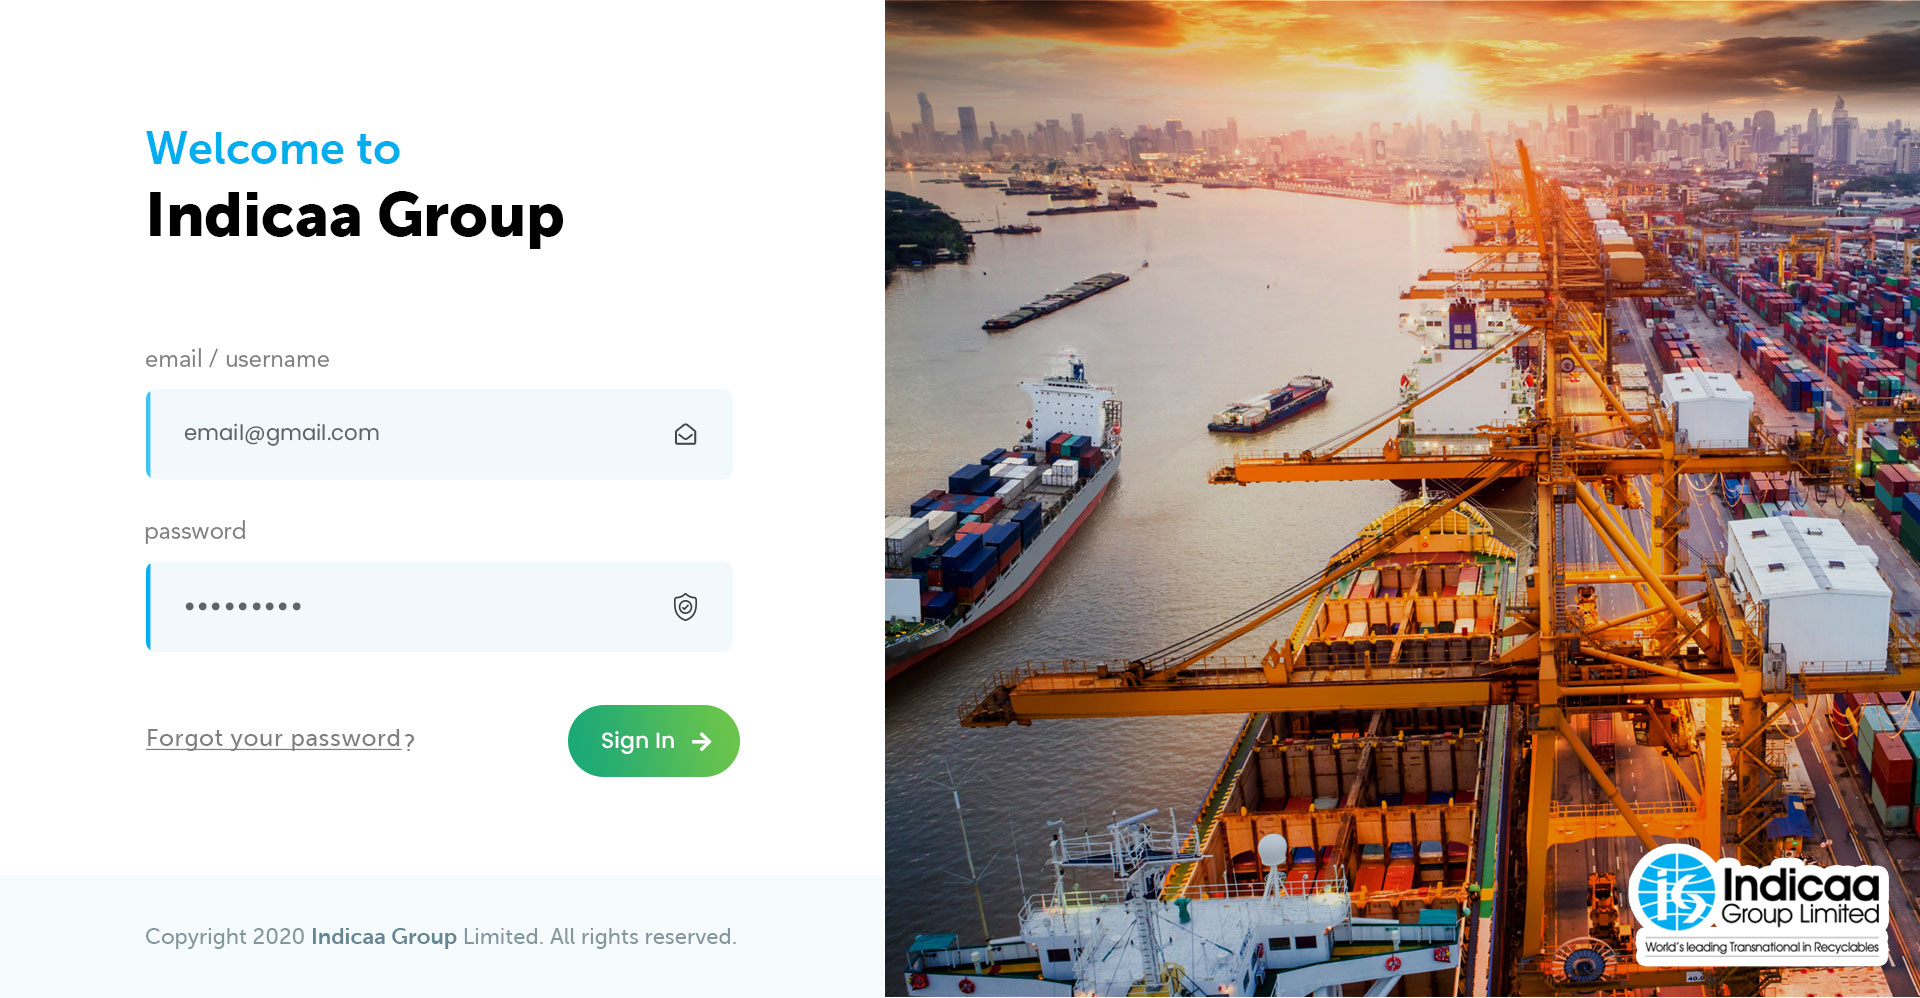 Welcome to
Indicaa Group
email / username
email@gmail.com
password
•••••••••
Forgot your password?
Sign In
Copyright 2020 Indicaa Group Limited. All rights reserved.
Indicaa
Group Limited
World's leading Transnational in Recyclables